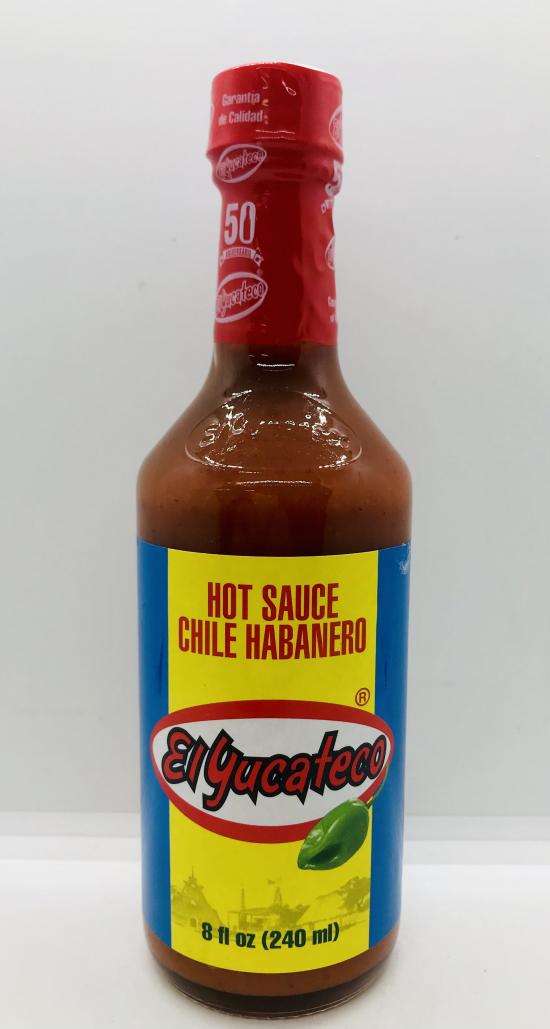 Garantía
de Calidad
El Yucateco
50
ANIVERSARIO
El Yucateco
HOT SAUCE
CHILE HABANERO
®
El Yucateco
8 fl oz (240 ml)